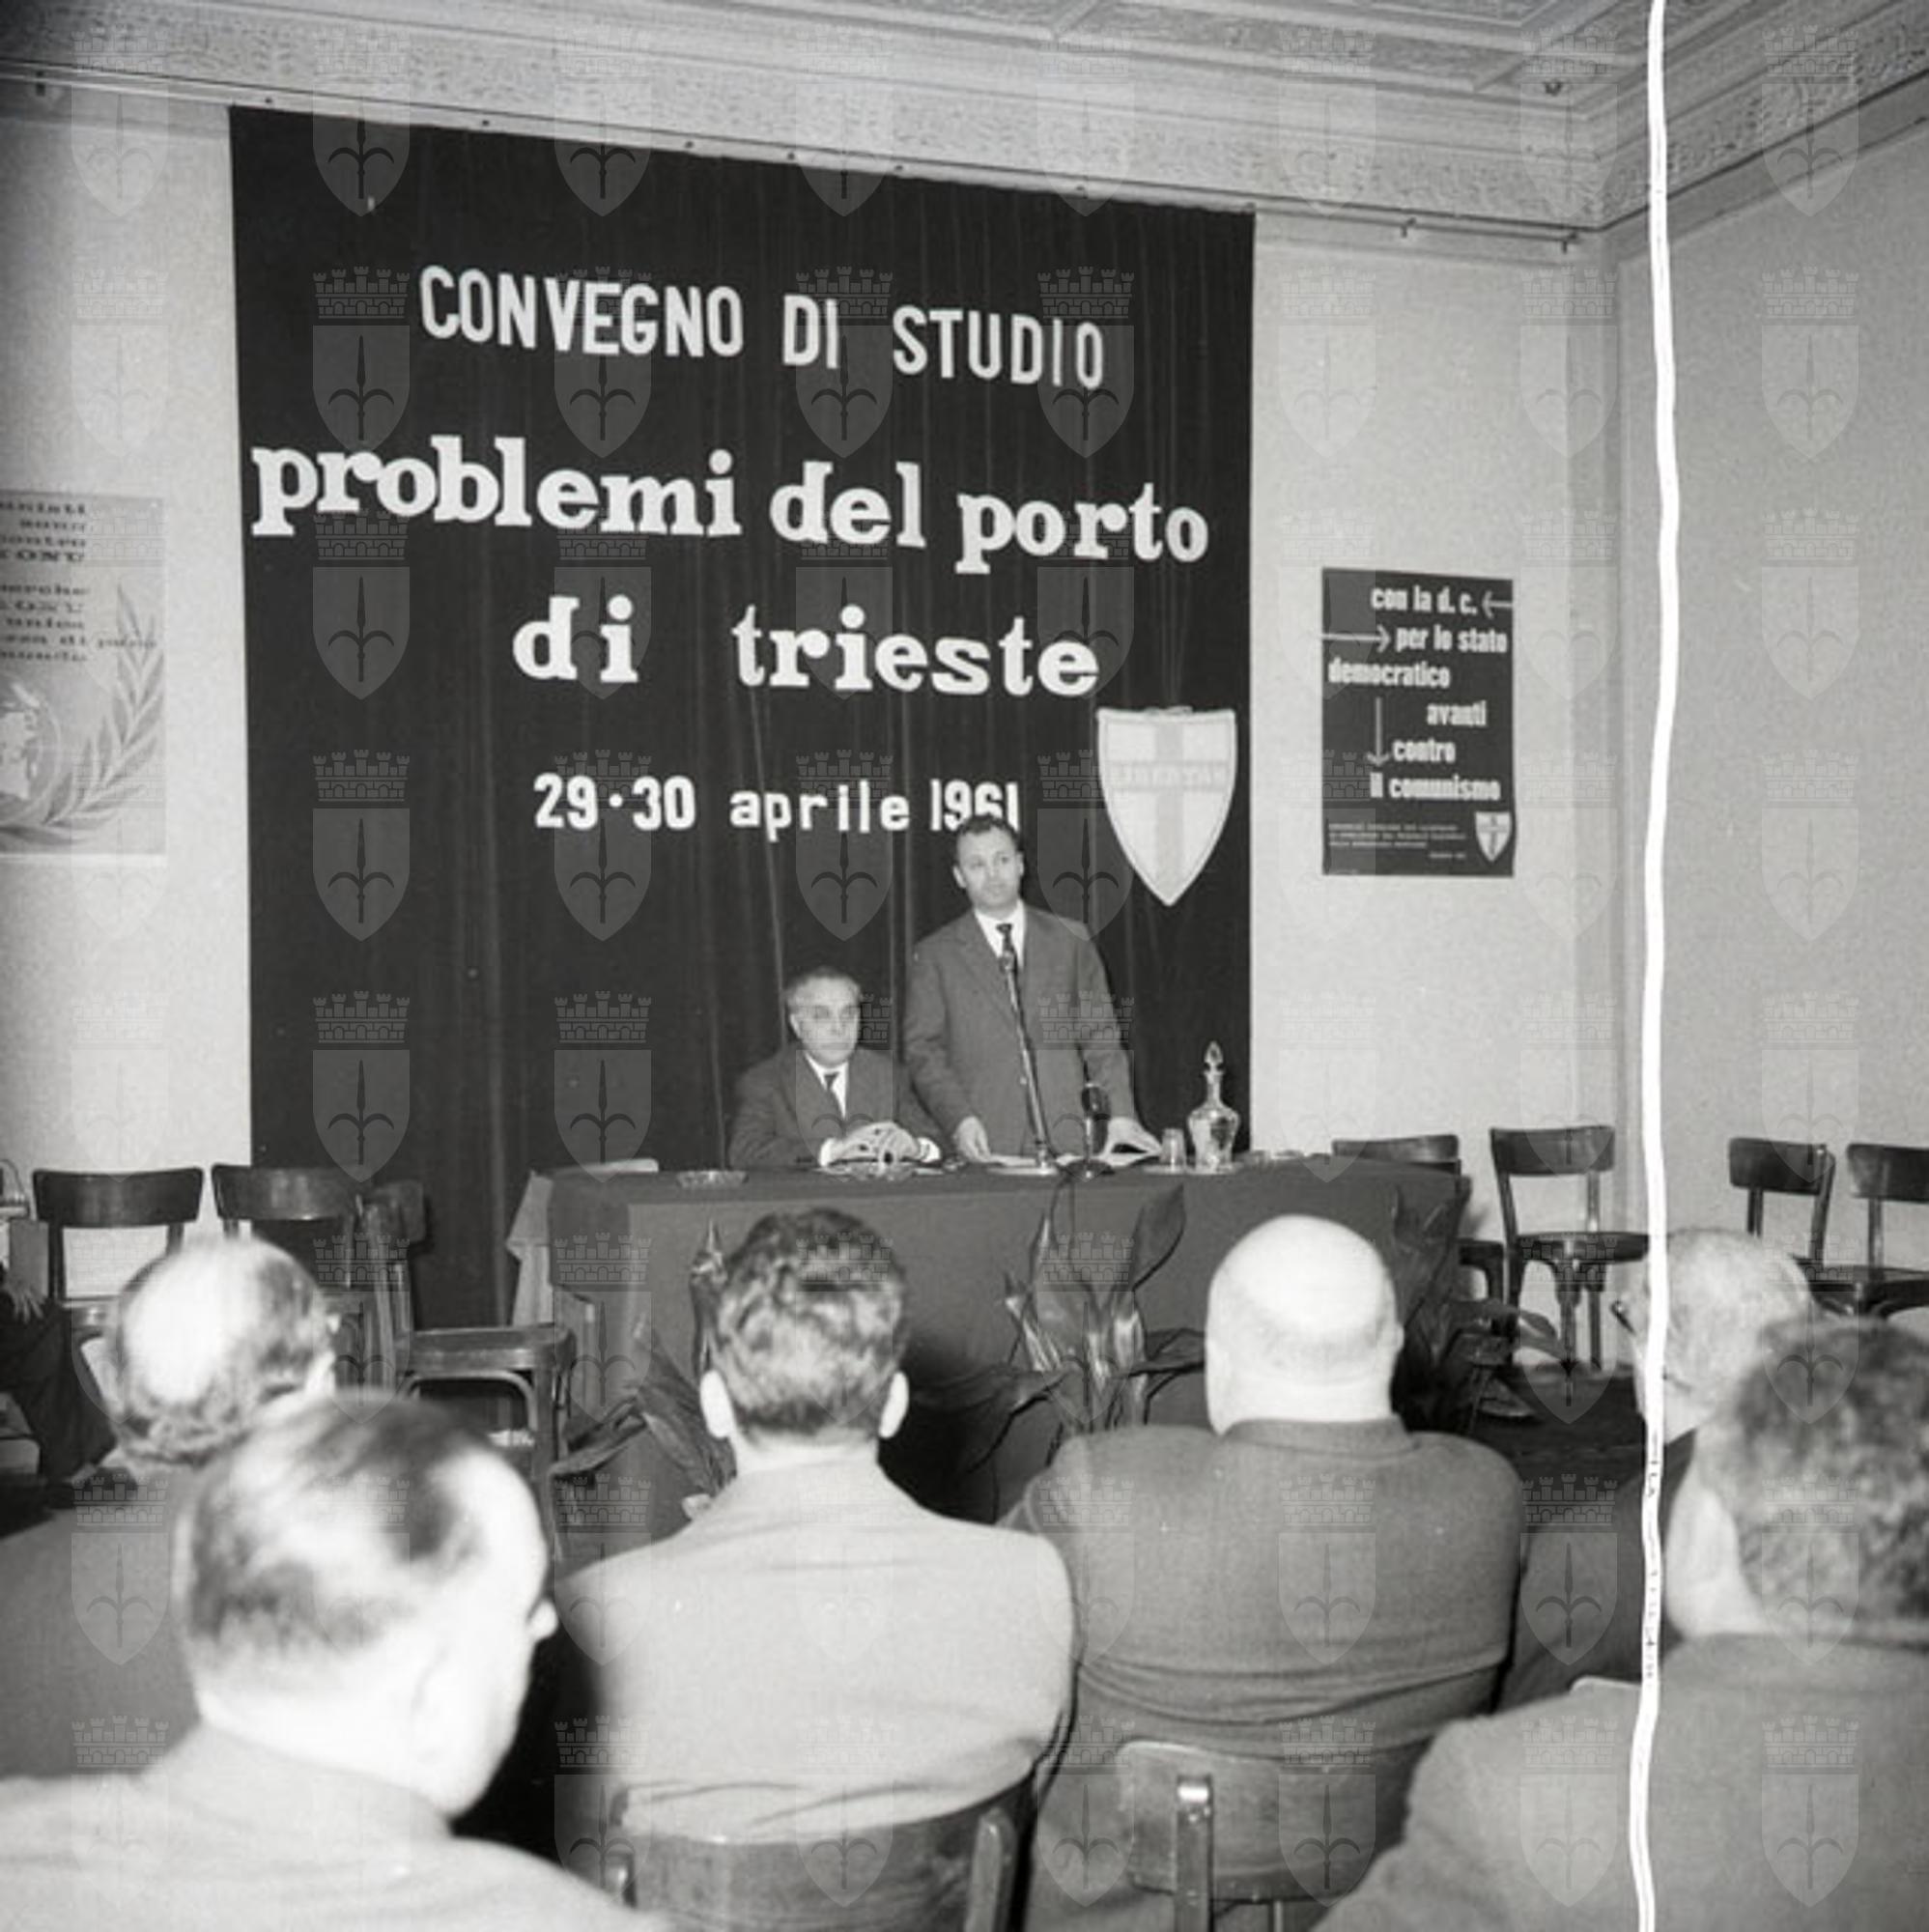 CONVEGNO DI STUDIO
problemi del porto
di trieste
29·30 aprile 1961
LIBERTAS
con la d. c.
per lo stato
democratico
avanti
contro
il comunismo